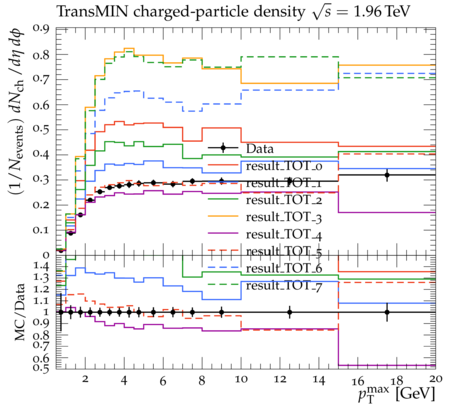 TransMIN charged-particle density √s = 1.96 TeV
(1/N_events) dN_ch/dη dφ
0.9
0.8
0.7
0.6
0.5
0.4
0.3
0.2
0.1
0
Data
result_TOT_0
result_TOT_1
result_TOT_2
result_TOT_3
result_TOT_4
result_TOT_5
result_TOT_6
result_TOT_7
MC/Data
1.4
1.3
1.2
1.1
1
0.9
0.8
0.7
0.6
0.5
2 4 6 8 10 12 14 16 18 20
p_T^max [GeV]